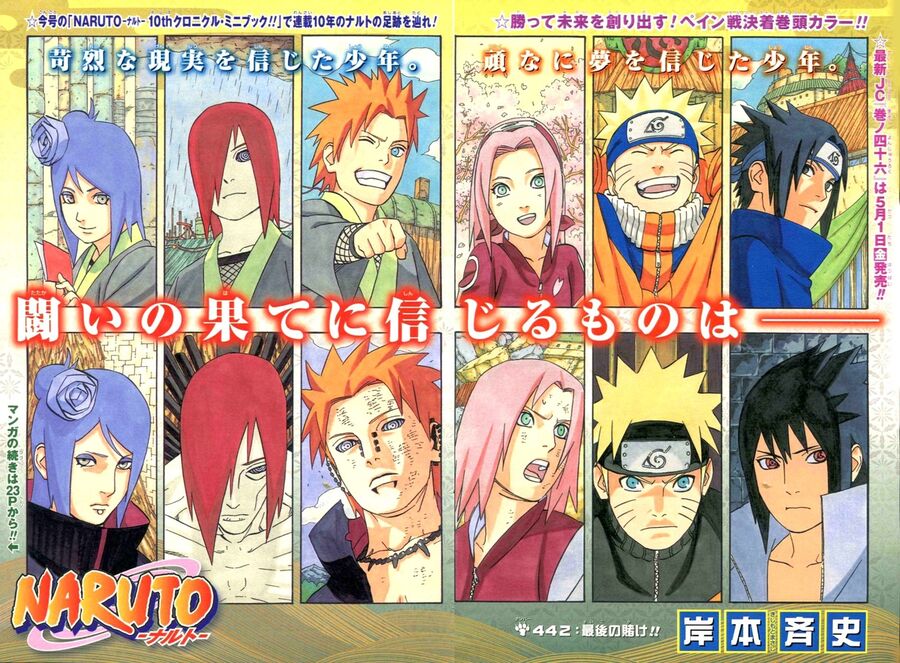 ☆今号の「NARUTO-ナルト- 10thクロニクル・ミニブック!!」で連載10年のナルトの足跡を辿れ!
☆勝って未来を創り出す!ペイン戦決着巻頭カラー!!
苛烈な現実を信じた少年。
頑なに夢を信じた少年。
☆最新JC「巻ノ四十六」は5月1日㊎発売!!
闘いの果てに信じるものは――
マンガの続きは23Pから!!
NARUTO
-ナルト-
442:最後の賭け!!
岸本斉史